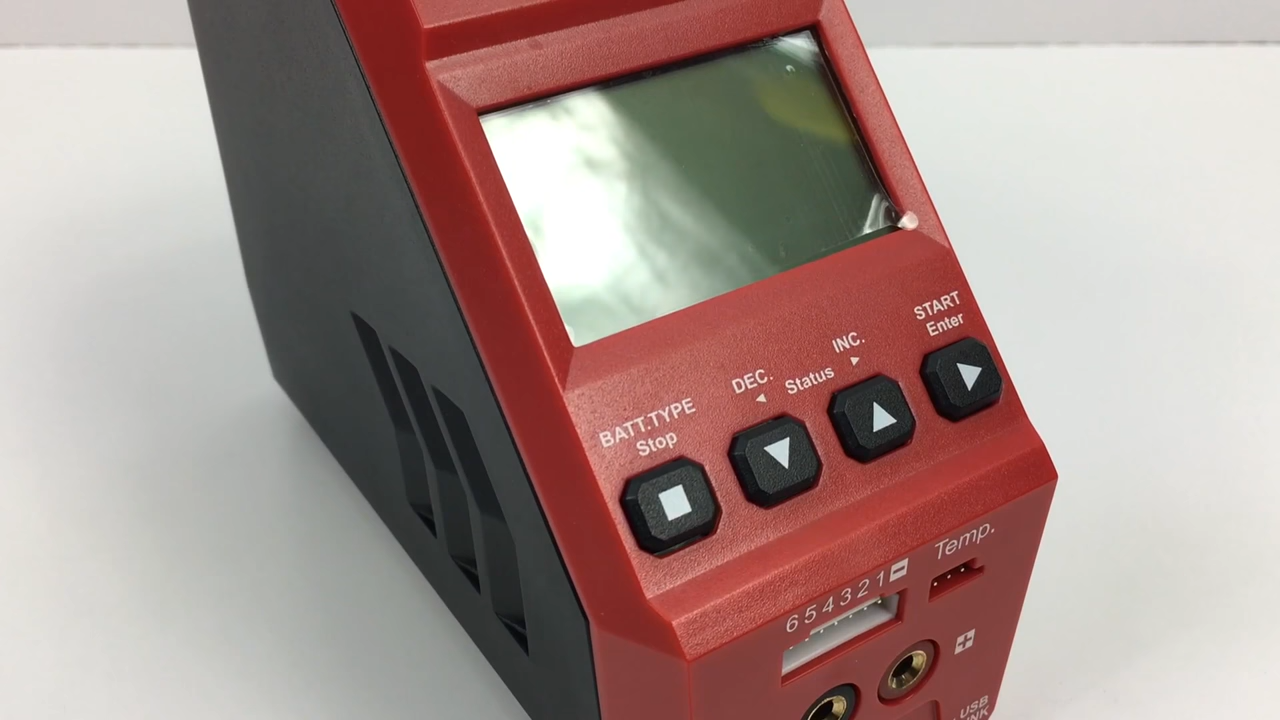 BATT.TYPE
Stop
DEC.
Status
INC.
START
Enter
Temp.
654321
USB